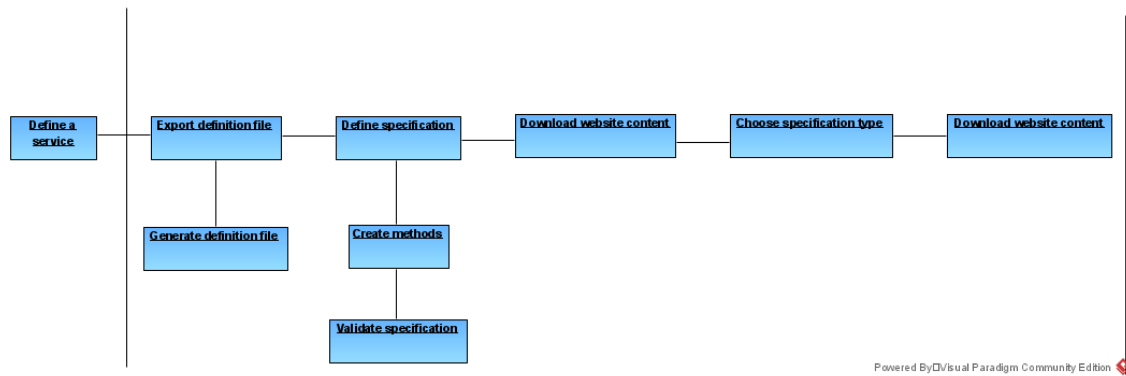 Define a
service
Export definition file
Define specification
Download website content
Choose specification type
Download website content
Generate definition file
Create methods
Validate specification
Powered By□Visual Paradigm Community Edition